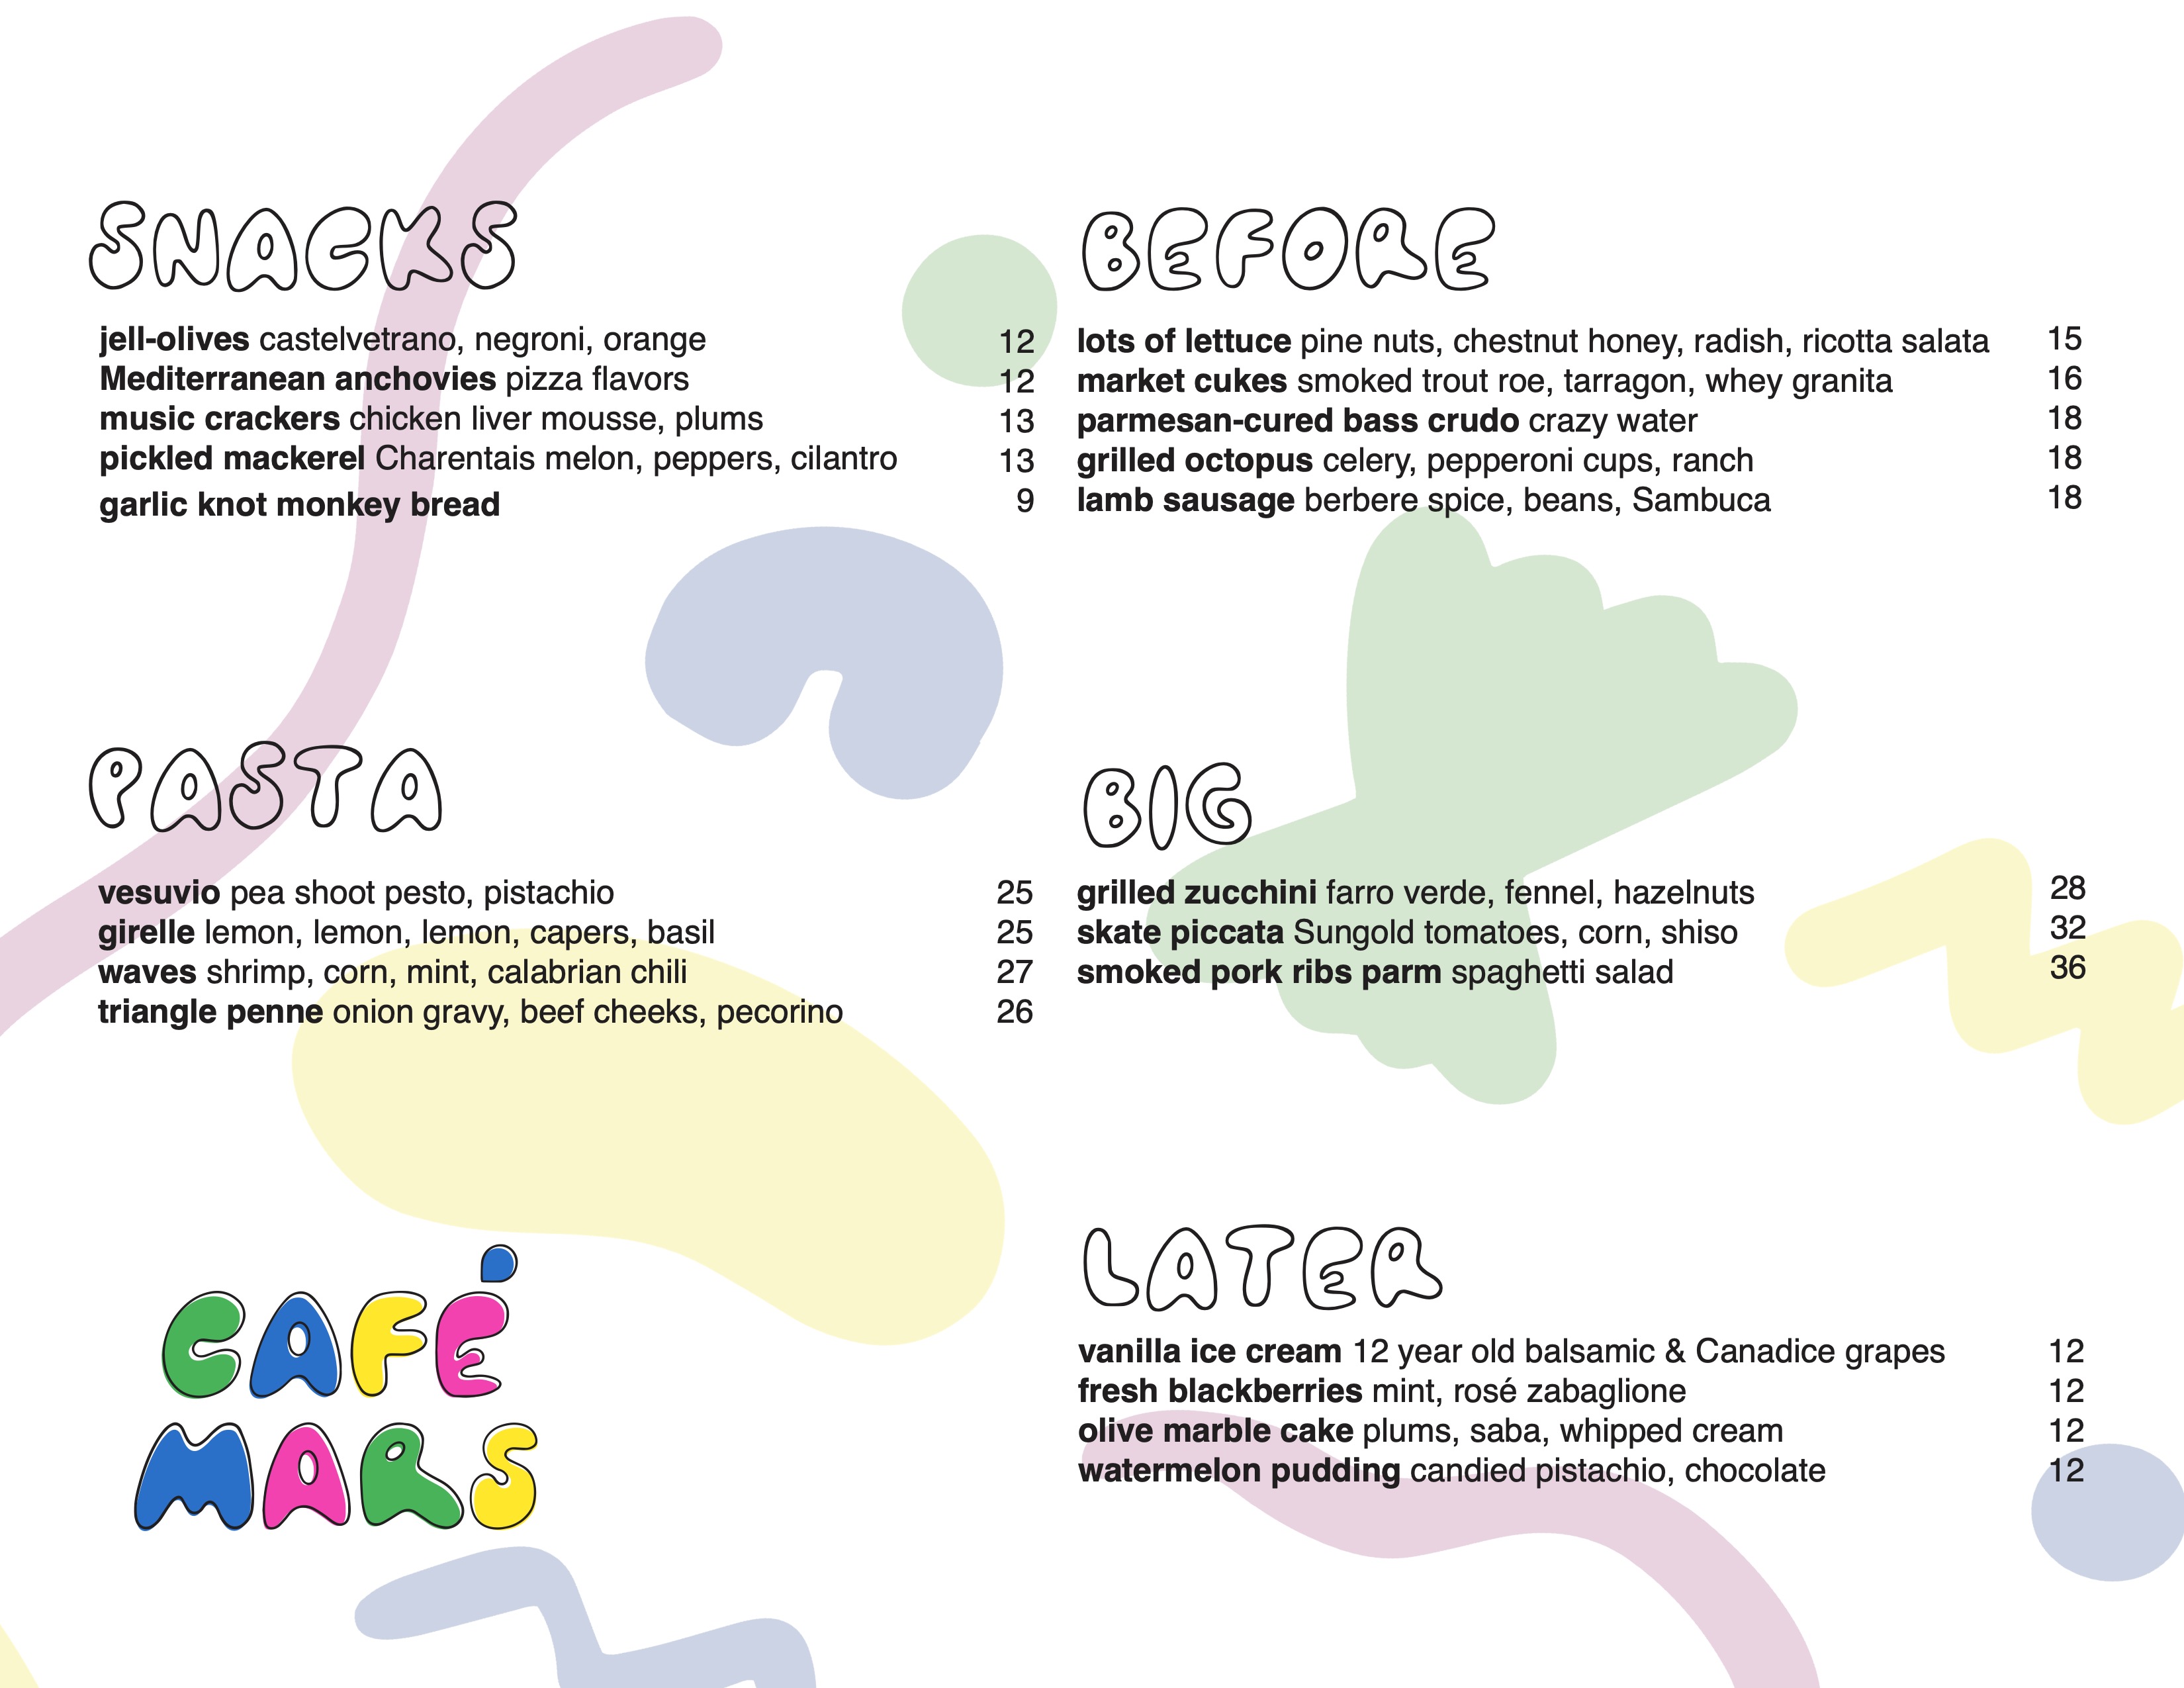 SNACKS
jell-olives castelvetrano, negroni, orange 12
Mediterranean anchovies pizza flavors 12
music crackers chicken liver mousse, plums 13
pickled mackerel Charentais melon, peppers, cilantro 13
garlic knot monkey bread 9
BEFORE
lots of lettuce pine nuts, chestnut honey, radish, ricotta salata 15
market cukes smoked trout roe, tarragon, whey granita 16
parmesan-cured bass crudo crazy water 18
grilled octopus celery, pepperoni cups, ranch 18
lamb sausage berbere spice, beans, Sambuca 18
PASTA
vesuvio pea shoot pesto, pistachio 25
girelle lemon, lemon, lemon, capers, basil 25
waves shrimp, corn, mint, calabrian chili 27
triangle penne onion gravy, beef cheeks, pecorino 26
BIG
grilled zucchini farro verde, fennel, hazelnuts 28
skate piccata Sungold tomatoes, corn, shiso 32
smoked pork ribs parm spaghetti salad 36
CAFÉ
MARS
LATER
vanilla ice cream 12 year old balsamic & Canadice grapes 12
fresh blackberries mint, rosé zabaglione 12
olive marble cake plums, saba, whipped cream 12
watermelon pudding candied pistachio, chocolate 12